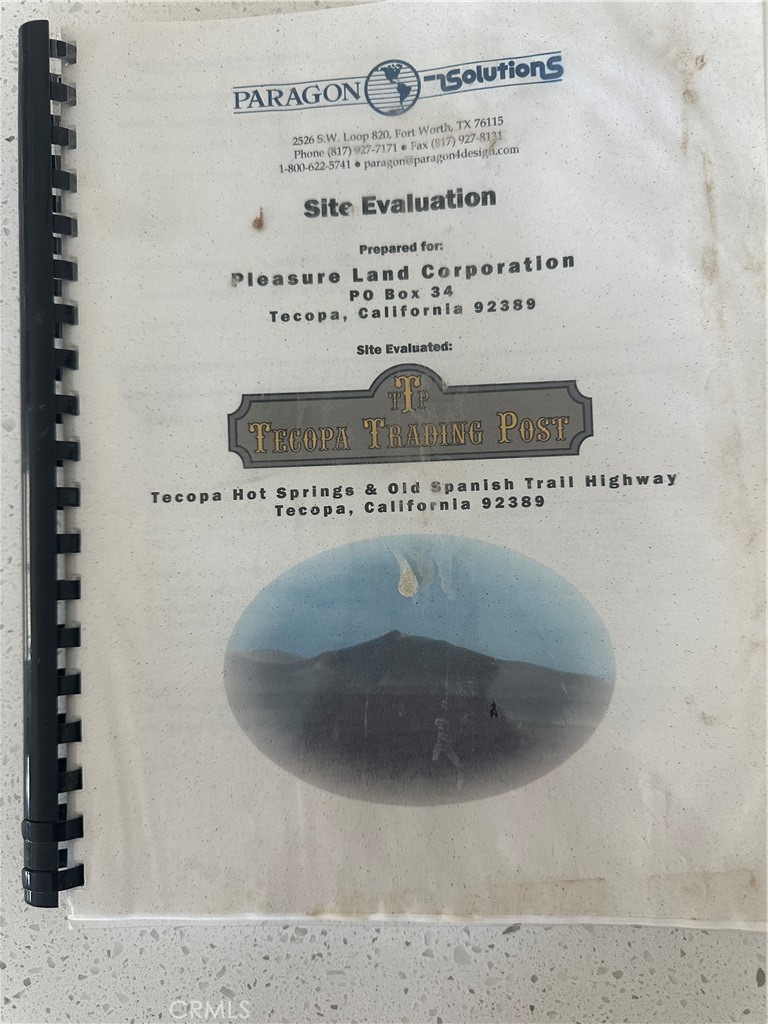 PARAGON SolutionS
2526 S.W. Loop 820, Fort Worth, TX 76115
Phone (817) 927-7171 • Fax (817) 927-8131
1-800-622-5741 • paragon@paragon4design.com
Site Evaluation
Prepared for:
Pleasure Land Corporation
PO Box 34
Tecopa, California 92389
Site Evaluated:
TTP
TECOPA TRADING POST
Tecopa Hot Springs & Old Spanish Trail Highway
Tecopa, California 92389
CRMLS